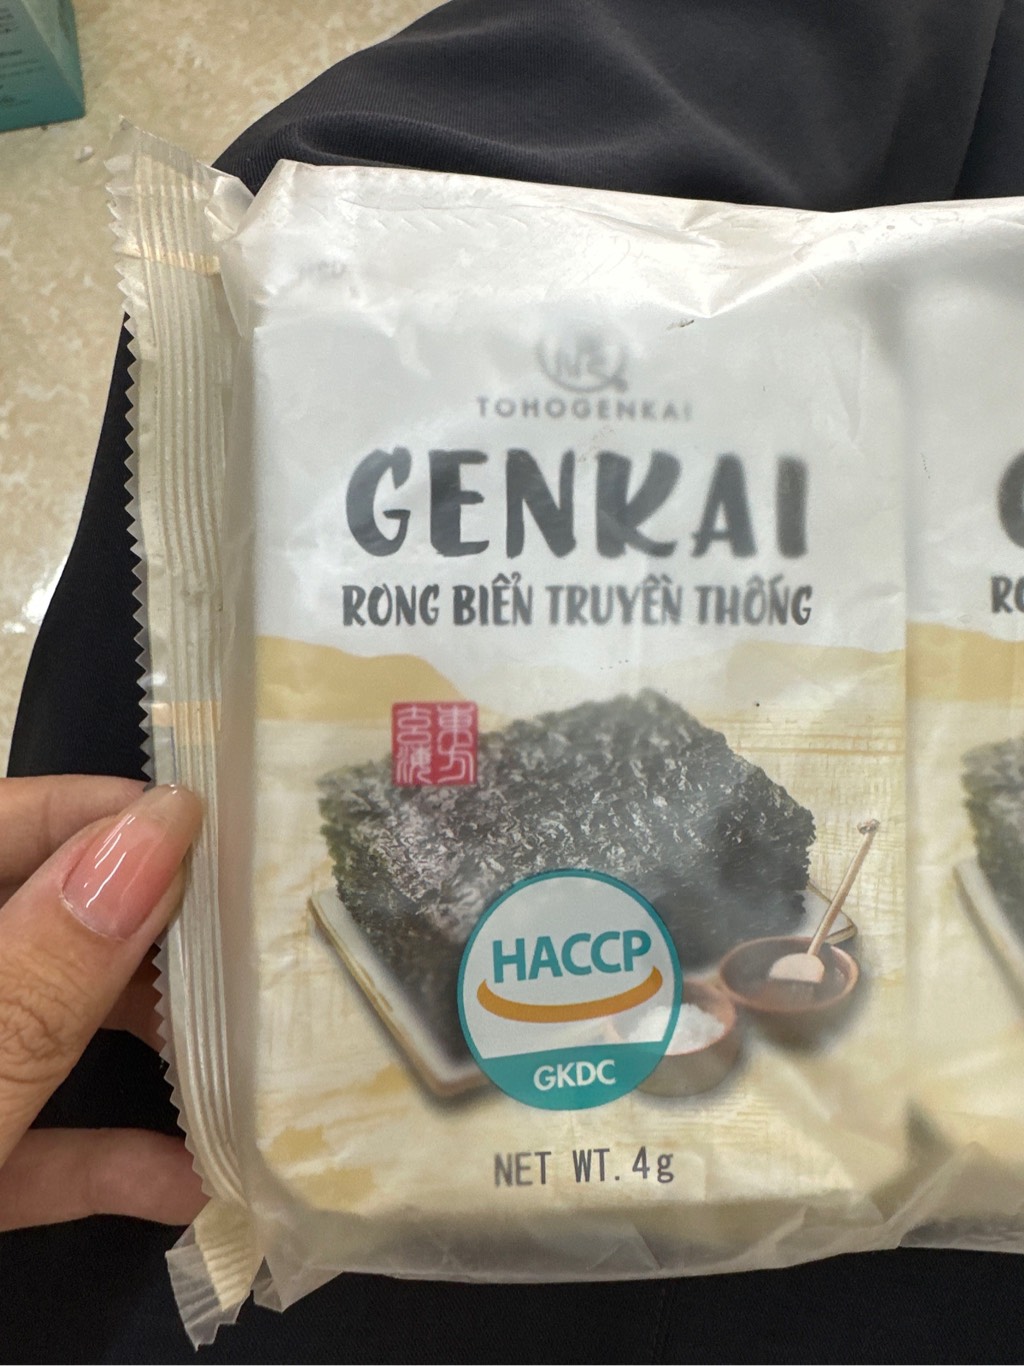 TOHOGENKAI
GENKAI
RONG BIỂN TRUYỀN THỐNG
HACCP
GKDC
NET WT. 4g